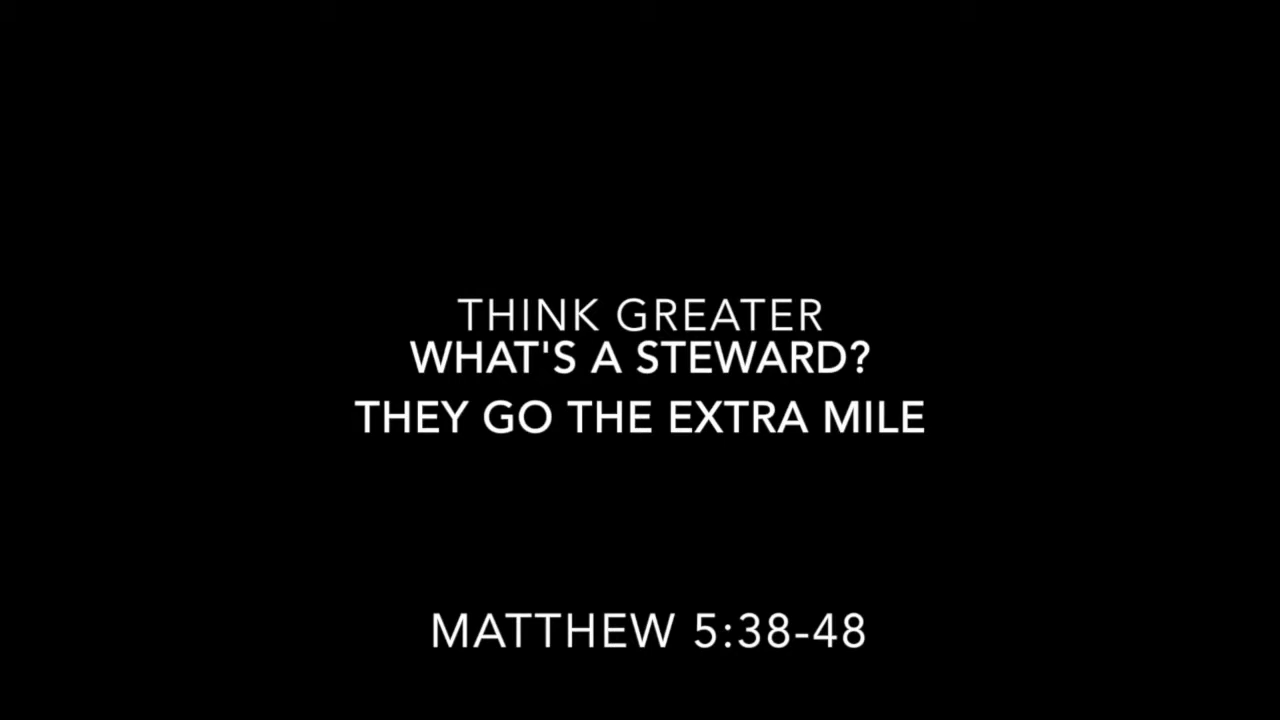 THINK GREATER
WHAT'S A STEWARD?
THEY GO THE EXTRA MILE
MATTHEW 5:38-48